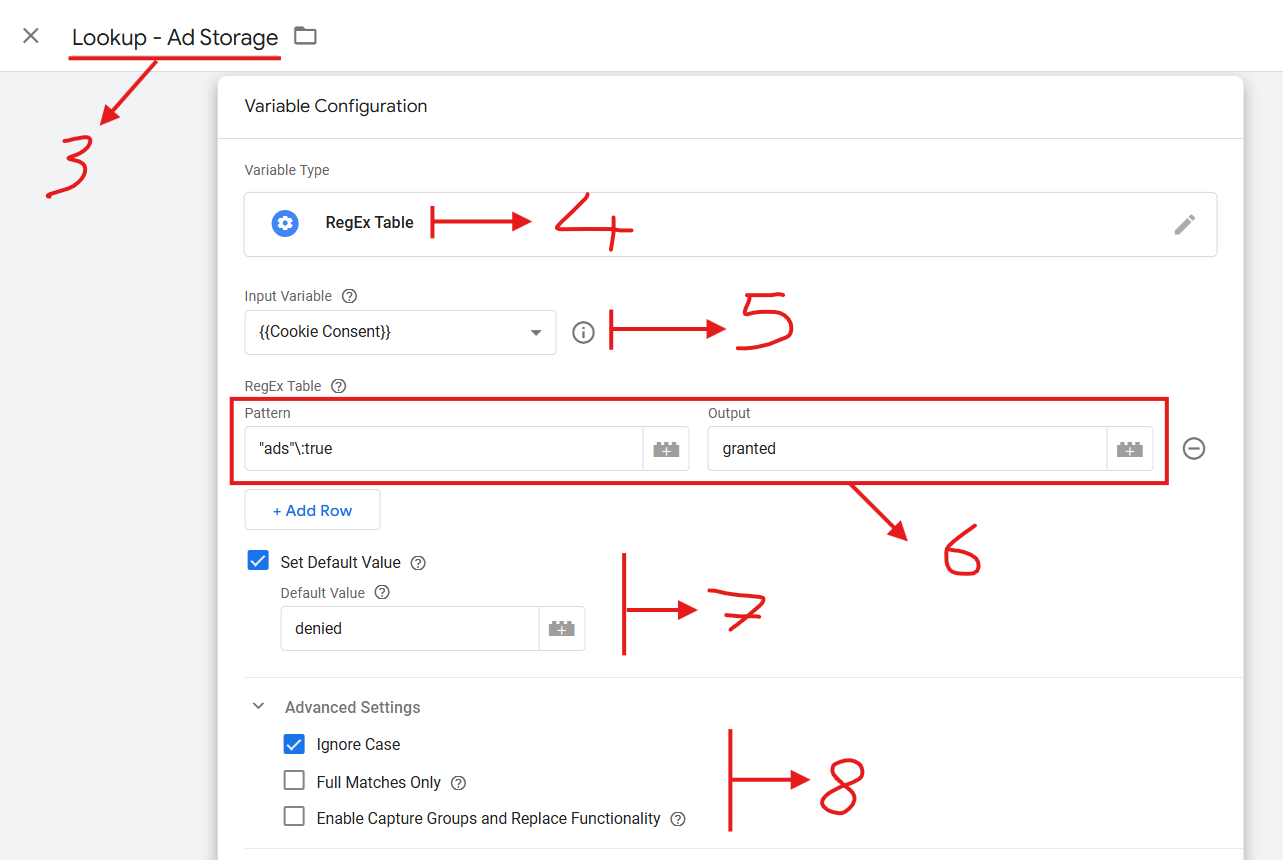 Lookup - Ad Storage
3
Variable Configuration
Variable Type
RegEx Table
4
Input Variable
{{Cookie Consent}}
5
RegEx Table
Pattern Output
"ads"\:true granted
+ Add Row
6
Set Default Value
Default Value
denied
7
Advanced Settings
Ignore Case
Full Matches Only
Enable Capture Groups and Replace Functionality
8